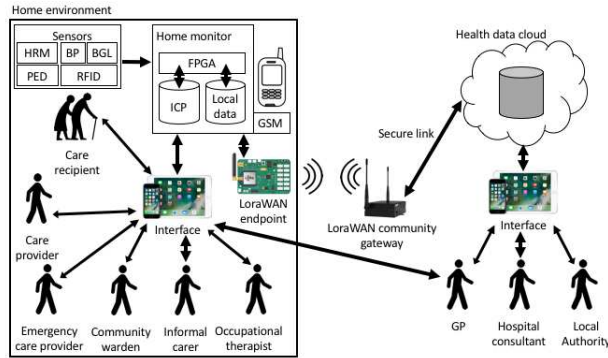 Home environment
Sensors
HRM
BP
BGL
PED
RFID
Home monitor
FPGA
ICP
Local
data
GSM
Care
recipient
Care
provider
Interface
LoraWAN
endpoint
Emergency
care provider
Community
warden
Informal
carer
Occupational
therapist
LoraWAN community
gateway
Secure link
Health data cloud
Interface
GP
Hospital
consultant
Local
Authority